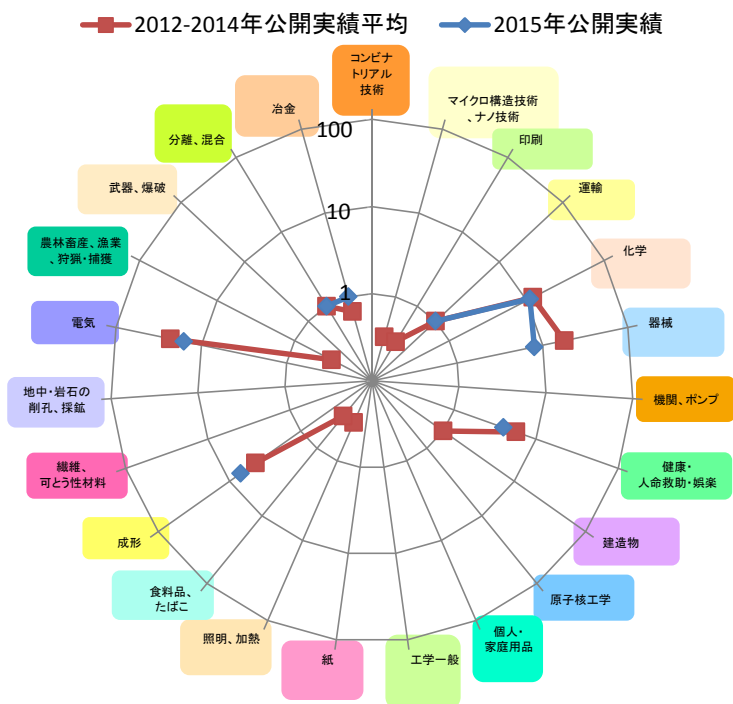 2012-2014年公開実績平均
2015年公開実績
コンビナ
トリアル
技術
マイクロ構造技術
、ナノ技術
印刷
運輸
化学
器械
機関、ポンプ
健康・
人命救助・娯楽
建造物
原子核工学
個人・
家庭用品
工学一般
紙
照明、加熱
食料品、
たばこ
成形
繊維、
可とう性材料
地中・岩石の
削孔、採鉱
電気
農林畜産、漁業
、狩猟・捕獲
武器、爆破
分離、混合
冶金
100
10
1